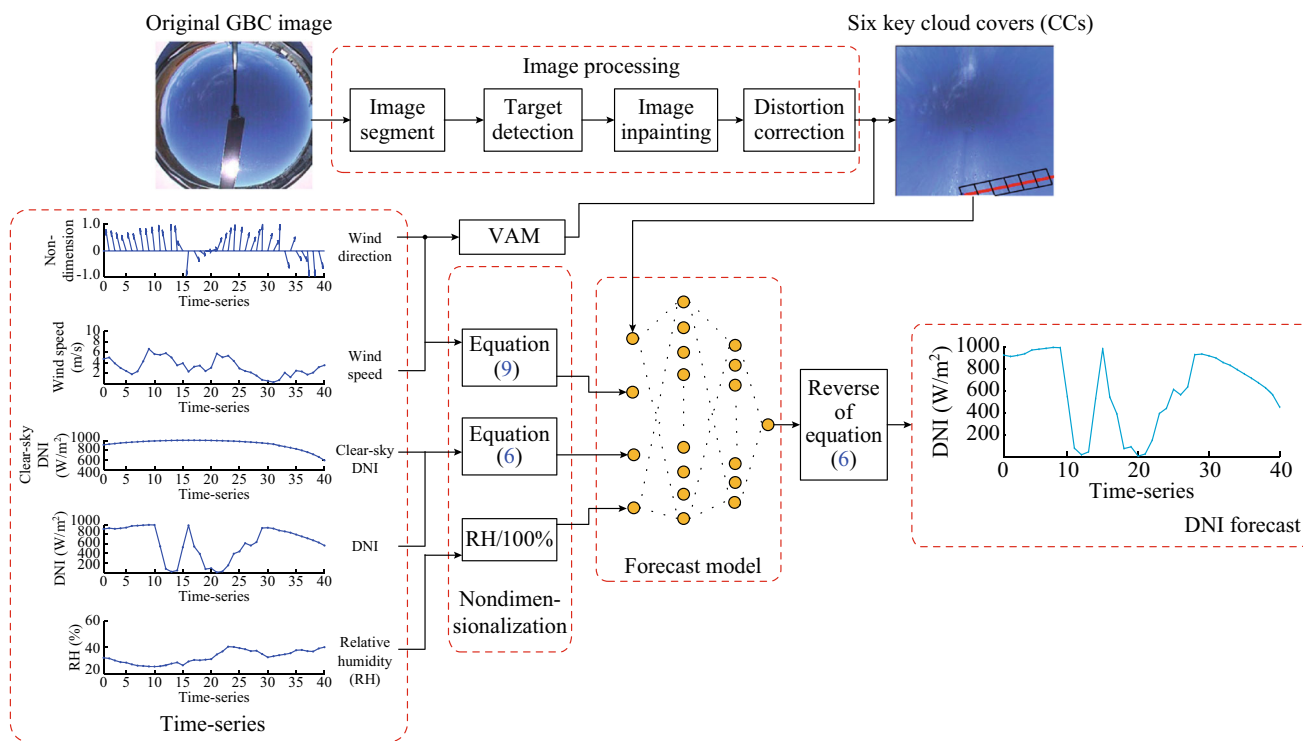 Original GBC image
Six key cloud covers (CCs)
Image processing
Image
segment
Target
detection
Image
inpainting
Distortion
correction
Non-
dimension
1.0
0
-1.0
0 5 10 15 20 25 30 35 40
Time-series
Wind
direction
VAM
Wind speed
(m/s)
10
8
6
4
2
0 5 10 15 20 25 30 35 40
Time-series
Wind
speed
Equation
(9)
Clear-sky
DNI
(W/m²)
1000
800
600
400
0 5 10 15 20 25 30 35 40
Time-series
Clear-sky
DNI
Equation
(6)
DNI (W/m²)
1000
800
600
400
200
0 5 10 15 20 25 30 35 40
Time-series
DNI
RH/100%
RH (%)
60
40
20
0 5 10 15 20 25 30 35 40
Time-series
Relative
humidity
(RH)
Time-series
Nondimen-
sionalization
Forecast model
Reverse
of
equation
(6)
DNI (W/m²)
1000
800
600
400
200
0 10 20 30 40
Time-series
DNI forecast